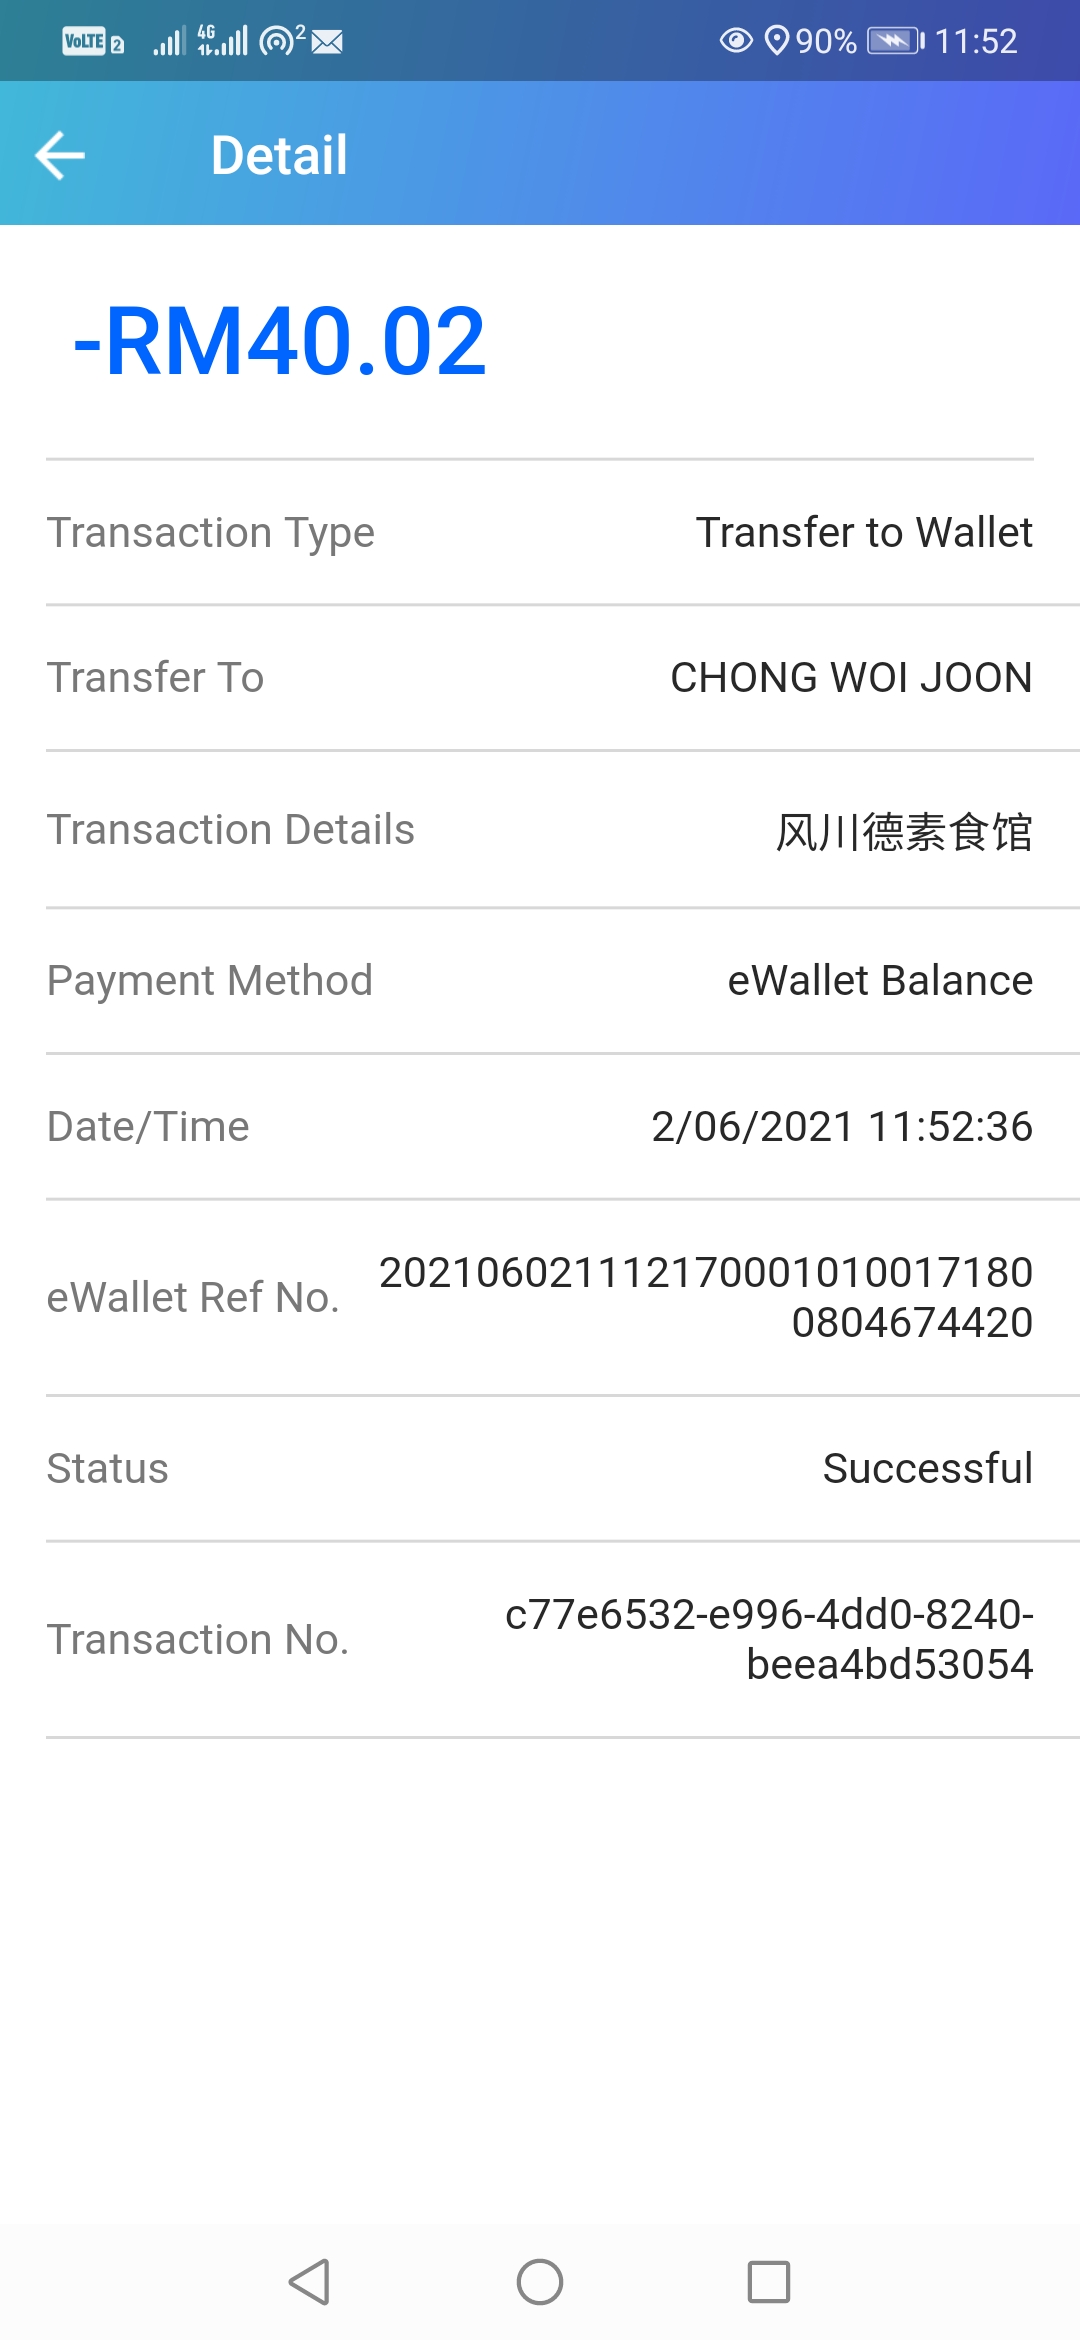 VoLTE 2 4G 2 90% 11:52
Detail
-RM40.02
Transaction Type Transfer to Wallet
Transfer To CHONG WOI JOON
Transaction Details 风川德素食馆
Payment Method eWallet Balance
Date/Time 2/06/2021 11:52:36
eWallet Ref No. 202106021112170001010017180
0804674420
Status Successful
Transaction No. c77e6532-e996-4dd0-8240-
beea4bd53054